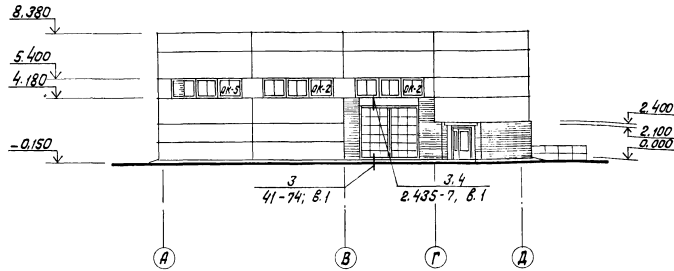 8.380
5.400
4.180
-0.150
ОК-5
ОК-2
ОК-2
2.400
2.100
0.000
3
41-74; В.1
3,4
2.435-7, В.1
А
В
Г
Д